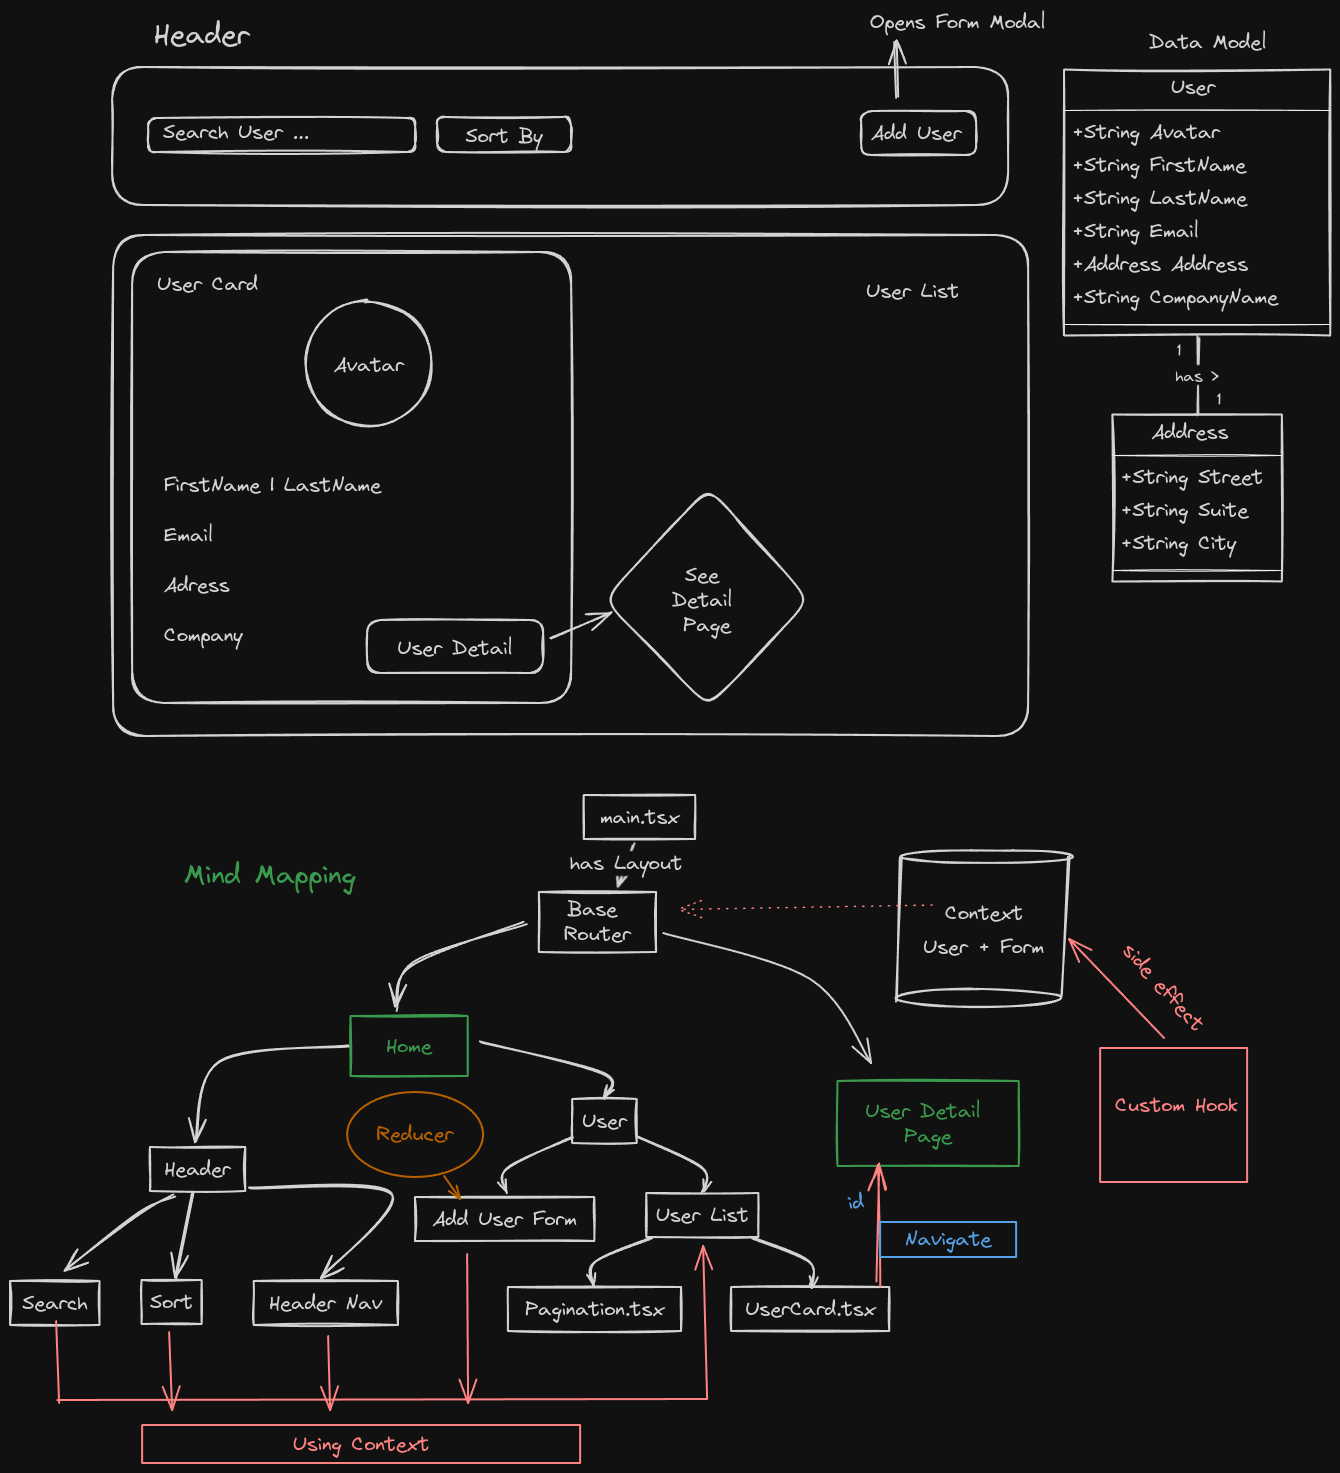 Header
Opens Form Modal
Search User ...
Sort By
Add User
User Card
User List
Avatar
FirstName | LastName
Email
Adress
Company
User Detail
See
Detail
Page
Data Model
User
+String Avatar
+String FirstName
+String LastName
+String Email
+Address Address
+String CompanyName
1
has >
1
Address
+String Street
+String Suite
+String City
Mind Mapping
main.tsx
has Layout
Base
Router
Context
User + Form
side effect
Custom Hook
Home
Reducer
User
User Detail
Page
Header
Add User Form
User List
id
Navigate
Search
Sort
Header Nav
Pagination.tsx
UserCard.tsx
Using Context